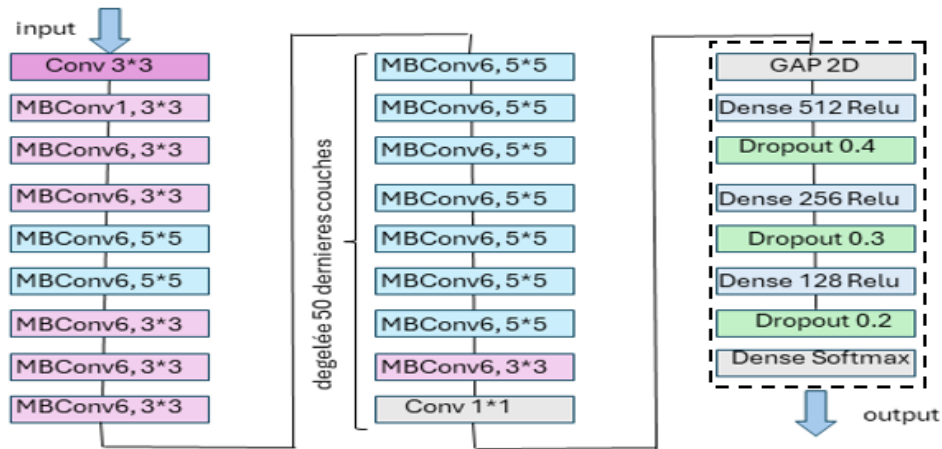 input
Conv 3*3
MBConv1, 3*3
MBConv6, 3*3
MBConv6, 3*3
MBConv6, 5*5
MBConv6, 5*5
MBConv6, 3*3
MBConv6, 3*3
MBConv6, 3*3
degelée 50 dernieres couches
MBConv6, 5*5
MBConv6, 5*5
MBConv6, 5*5
MBConv6, 5*5
MBConv6, 5*5
MBConv6, 5*5
MBConv6, 5*5
MBConv6, 3*3
Conv 1*1
GAP 2D
Dense 512 Relu
Dropout 0.4
Dense 256 Relu
Dropout 0.3
Dense 128 Relu
Dropout 0.2
Dense Softmax
output